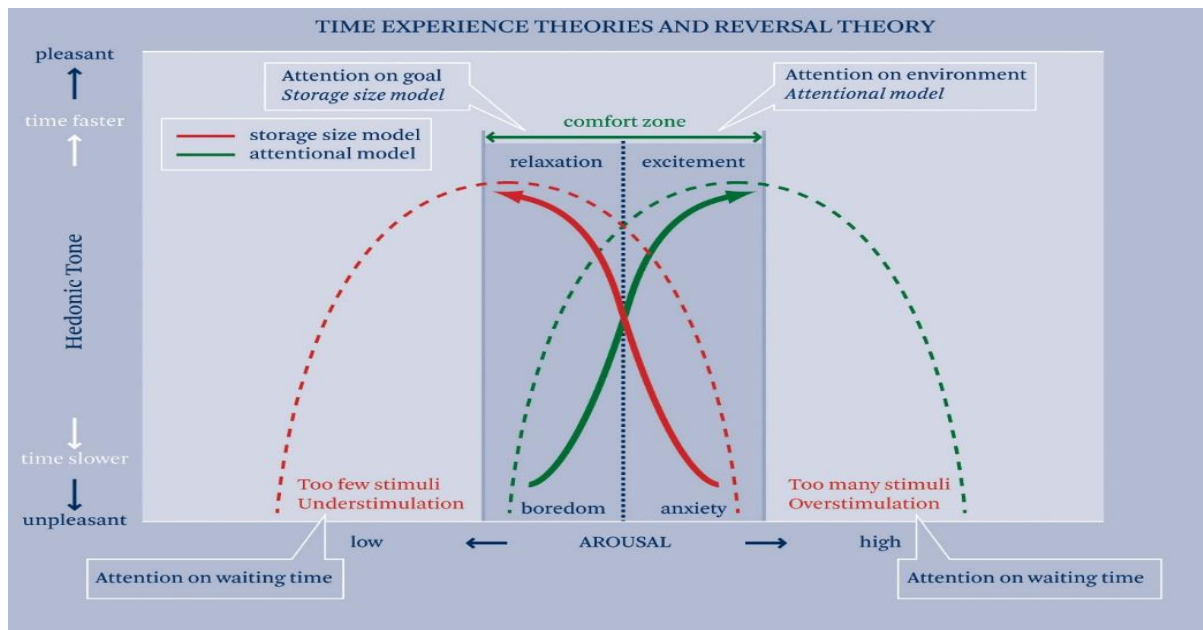 TIME EXPERIENCE THEORIES AND REVERSAL THEORY
pleasant
time faster
Hedonic Tone
time slower
unpleasant
storage size model
attentional model
Attention on goal
Storage size model
Attention on environment
Attentional model
comfort zone
relaxation
excitement
Too few stimuli
Understimulation
boredom
anxiety
Too many stimuli
Overstimulation
low
AROUSAL
high
Attention on waiting time
Attention on waiting time